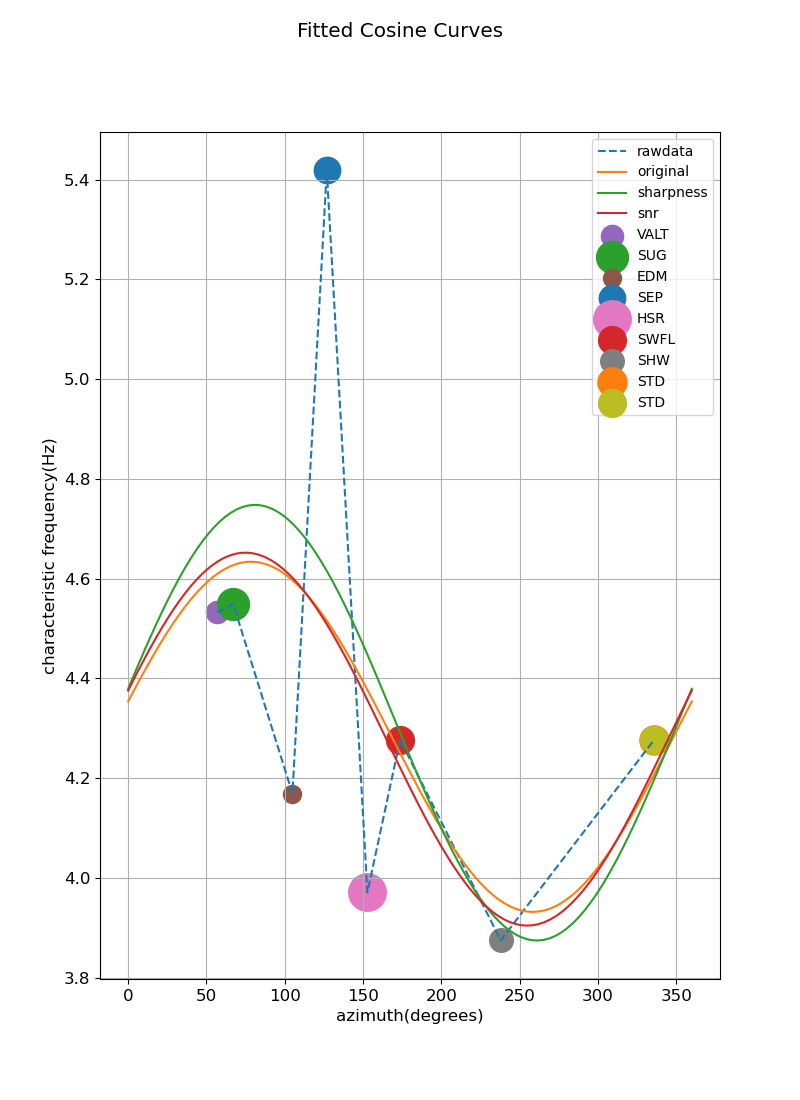 Fitted Cosine Curves
rawdata
original
sharpness
snr
VALT
SUG
EDM
SEP
HSR
SWFL
SHW
STD
STD
characteristic frequency(Hz)
5.4
5.2
5.0
4.8
4.6
4.4
4.2
4.0
3.8
0 50 100 150 200 250 300 350
azimuth(degrees)